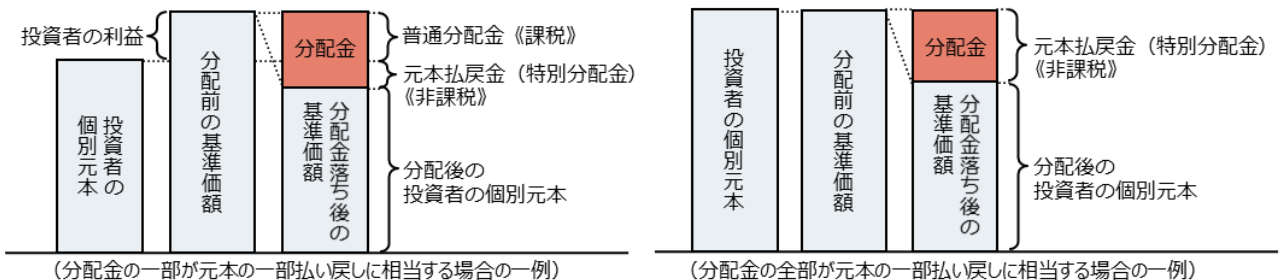 投資者の利益
投資者の
個別元本
分配前の基準価額
分配金
分配金落ち後の
基準価額
普通分配金《課税》
元本払戻金（特別分配金）
《非課税》
分配後の
投資者の個別元本
（分配金の一部が元本の一部払い戻しに相当する場合の一例）
投資者の個別元本
分配前の基準価額
分配金
分配金落ち後の
基準価額
元本払戻金（特別分配金）
《非課税》
分配後の
投資者の個別元本
（分配金の全部が元本の一部払い戻しに相当する場合の一例）